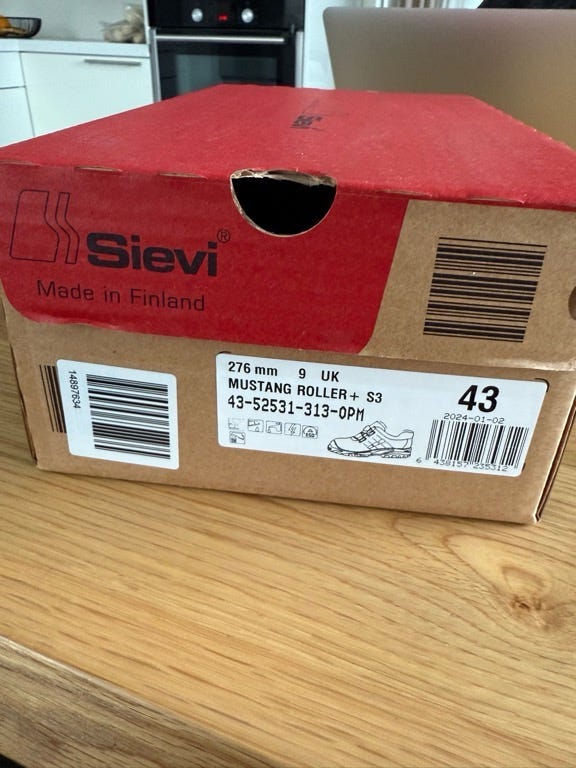 Sievi®
Made in Finland
14897634
276 mm 9 UK
MUSTANG ROLLER+ S3
43-52531-313-0PM
43
2024-01-02
6 438157 235312